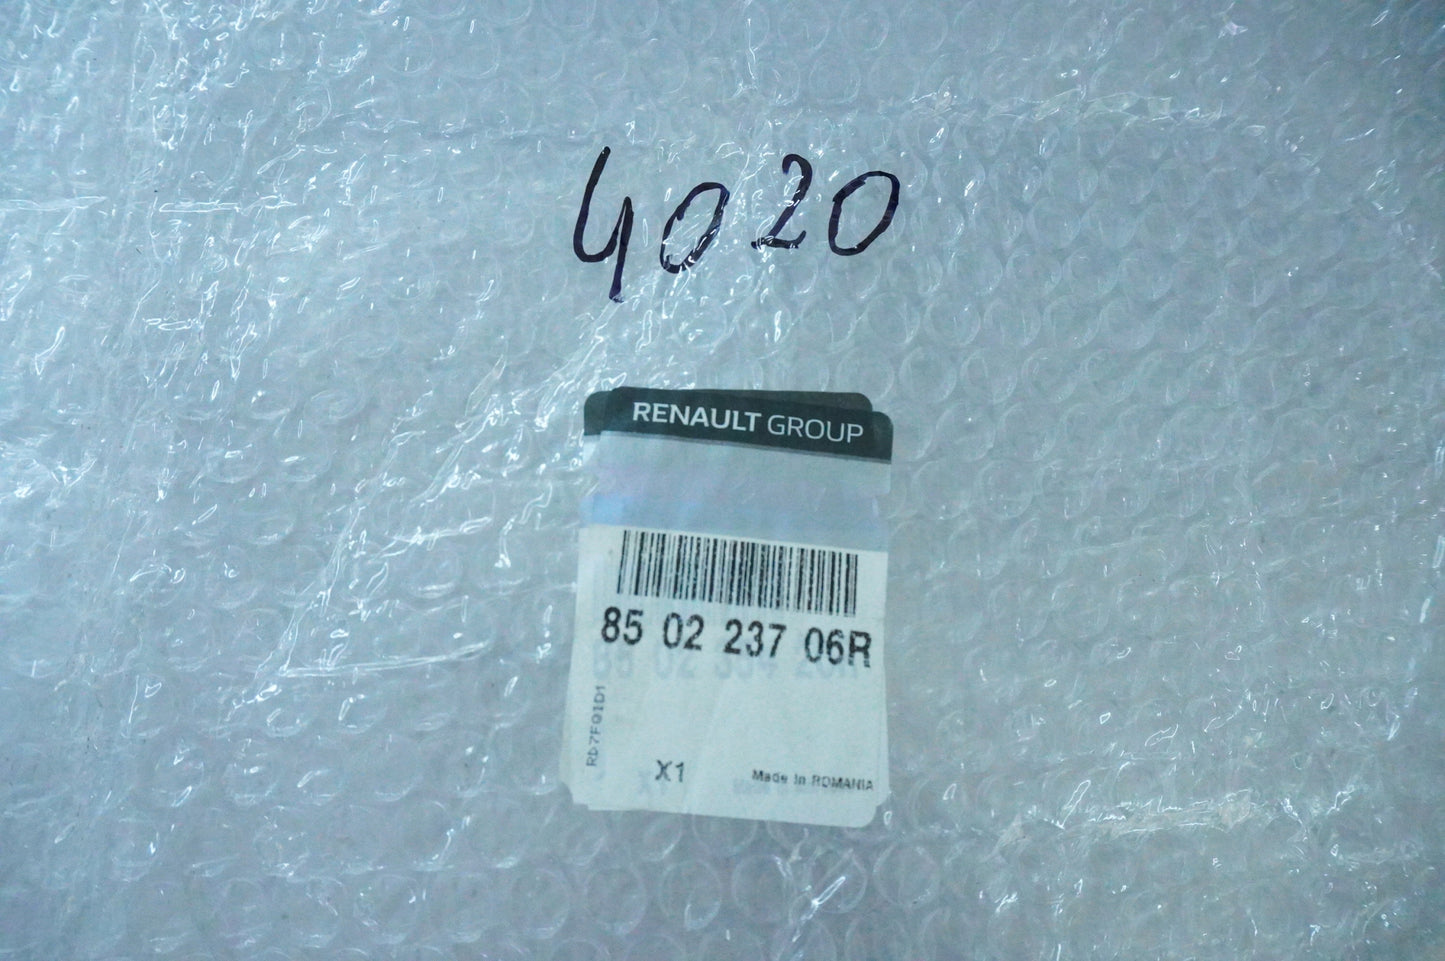 4020
RENAULT GROUP
85 02 237 06R
X1
Made in ROMANIA